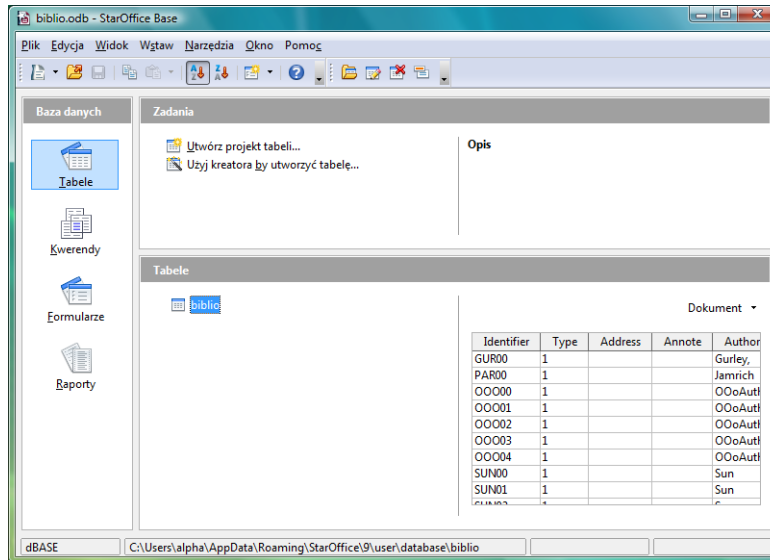 biblio.odb - StarOffice Base
Plik Edycja Widok Wstaw Narzędzia Okno Pomoc
Baza danych
Tabele
Kwerendy
Formularze
Raporty
Zadania
Utwórz projekt tabeli...
Użyj kreatora by utworzyć tabelę...
Opis
Tabele
biblio
Dokument
Identifier Type Address Annote Author
GUR00 1 Gurley,
PAR00 1 Jamrich
OOO00 1 OOoAuth
OOO01 1 OOoAuth
OOO02 1 OOoAuth
OOO03 1 OOoAuth
OOO04 1 OOoAuth
SUN00 1 Sun
SUN01 1 Sun
dBASE C:\Users\alpha\AppData\Roaming\StarOffice\9\user\database\biblio